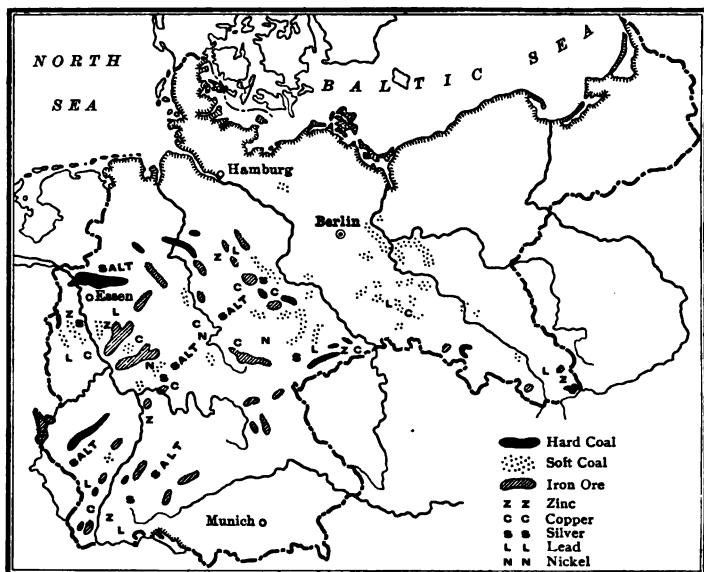 NORTH
SEA
BALTIC SEA
Hamburg
Berlin
SALT
Z L
C S
C
Essen
Z
S
L
Z
SALT
C
C
N
L C
L C
SALT
N
S
C
C N
S L Z C
L
Z
Z
SALT
SALT
L
C
S
Z
L
Munich
Hard Coal
Soft Coal
Iron Ore
Z Z Zinc
C C Copper
S S Silver
L L Lead
N N Nickel